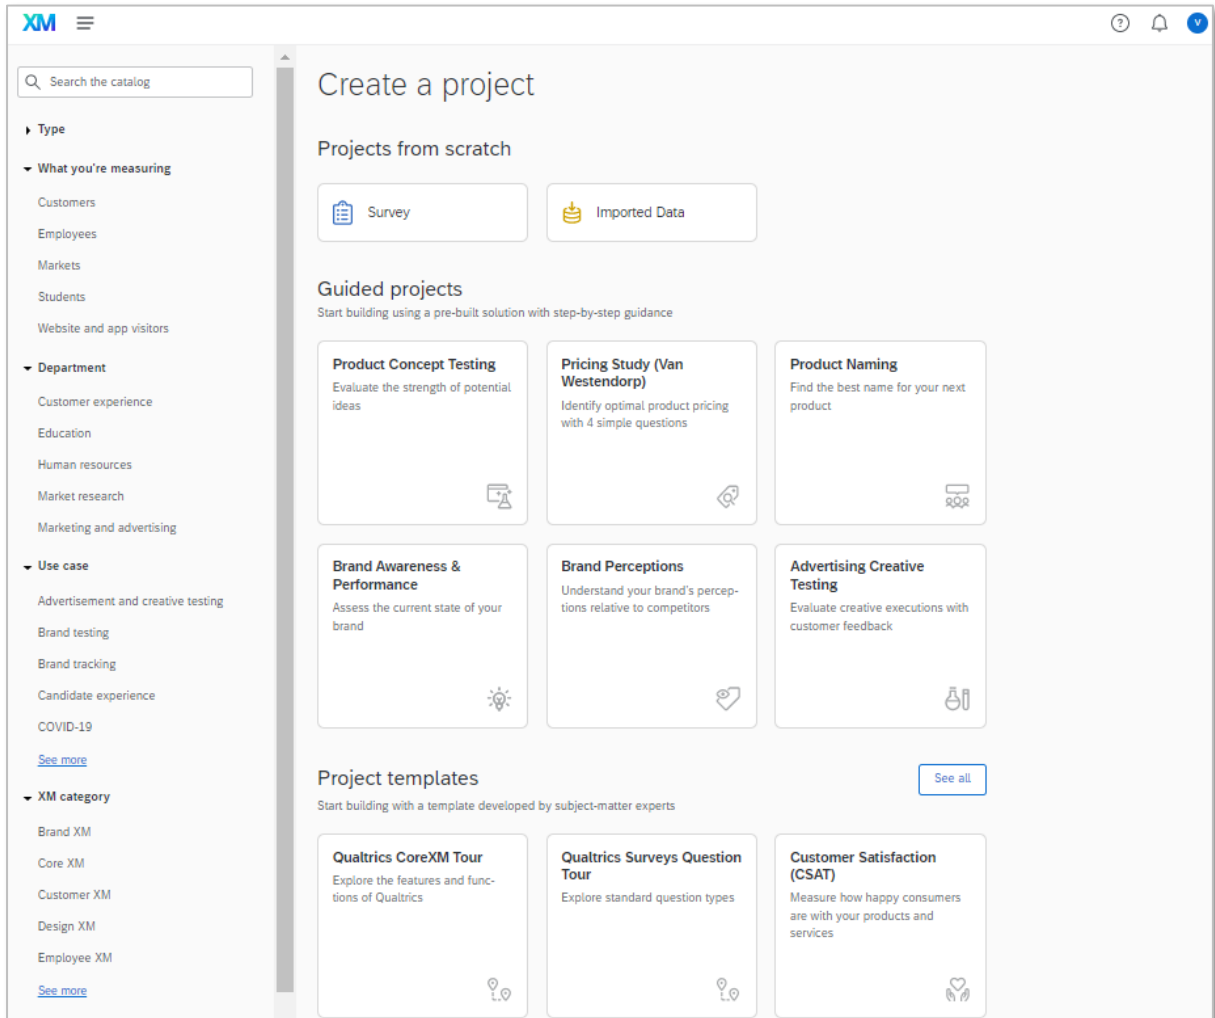 XM
V
Search the catalog
Type
What you're measuring
Customers
Employees
Markets
Students
Website and app visitors
Department
Customer experience
Education
Human resources
Market research
Marketing and advertising
Use case
Advertisement and creative testing
Brand testing
Brand tracking
Candidate experience
COVID-19
See more
XM category
Brand XM
Core XM
Customer XM
Design XM
Employee XM
See more
Create a project
Projects from scratch
Survey
Imported Data
Guided projects
Start building using a pre-built solution with step-by-step guidance
Product Concept Testing
Evaluate the strength of potential
ideas
Pricing Study (Van
Westendorp)
Identify optimal product pricing
with 4 simple questions
Product Naming
Find the best name for your next
product
Brand Awareness &
Performance
Assess the current state of your
brand
Brand Perceptions
Understand your brand's percep-
tions relative to competitors
Advertising Creative
Testing
Evaluate creative executions with
customer feedback
Project templates
See all
Start building with a template developed by subject-matter experts
Qualtrics CoreXM Tour
Explore the features and func-
tions of Qualtrics
Qualtrics Surveys Question
Tour
Explore standard question types
Customer Satisfaction
(CSAT)
Measure how happy consumers
are with your products and
services